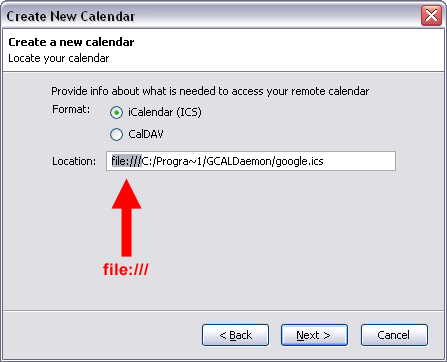 Create New Calendar
Create a new calendar
Locate your calendar
Provide info about what is needed to access your remote calendar
Format:
iCalendar (ICS)
CalDAV
Location:
file:///C:/Progra~1/GCALDaemon/google.ics
file:///
< Back
Next >
Cancel